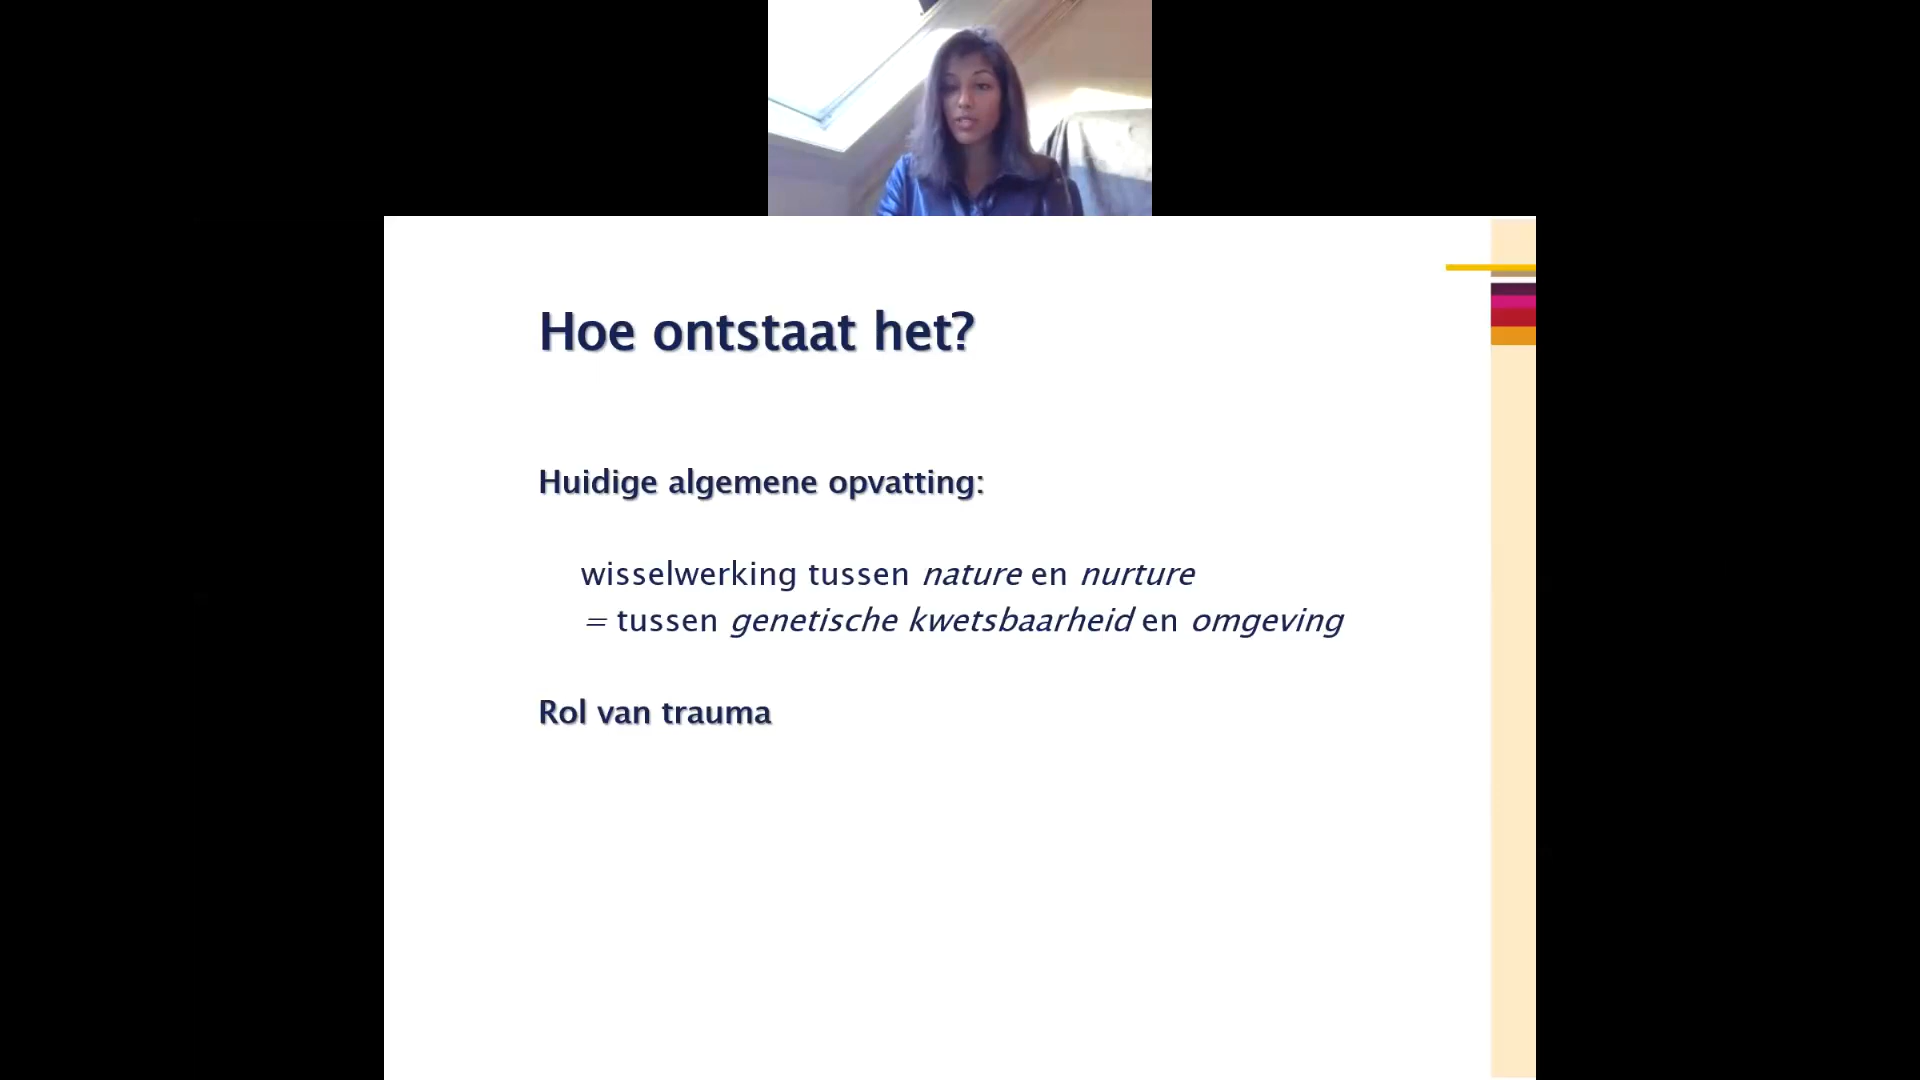 Hoe ontstaat het?
Huidige algemene opvatting:
wisselwerking tussen nature en nurture
= tussen genetische kwetsbaarheid en omgeving
Rol van trauma